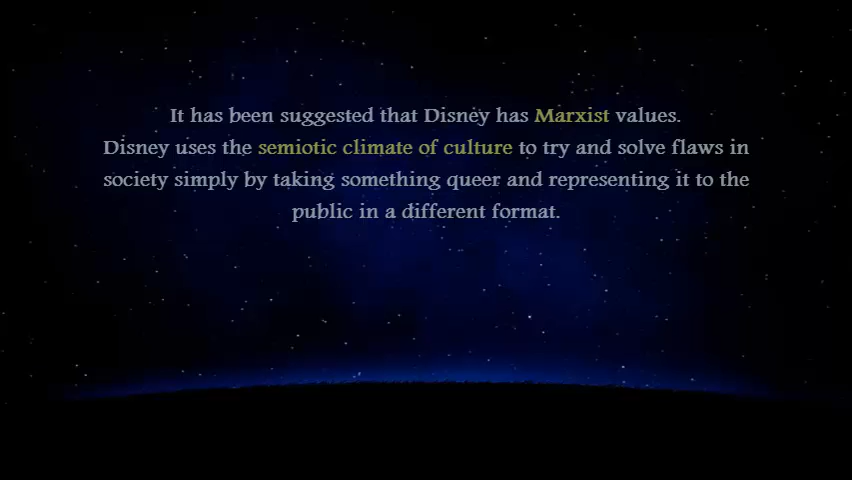 It has been suggested that Disney has Marxist values.
Disney uses the semiotic climate of culture to try and solve flaws in
society simply by taking something queer and representing it to the
public in a different format.